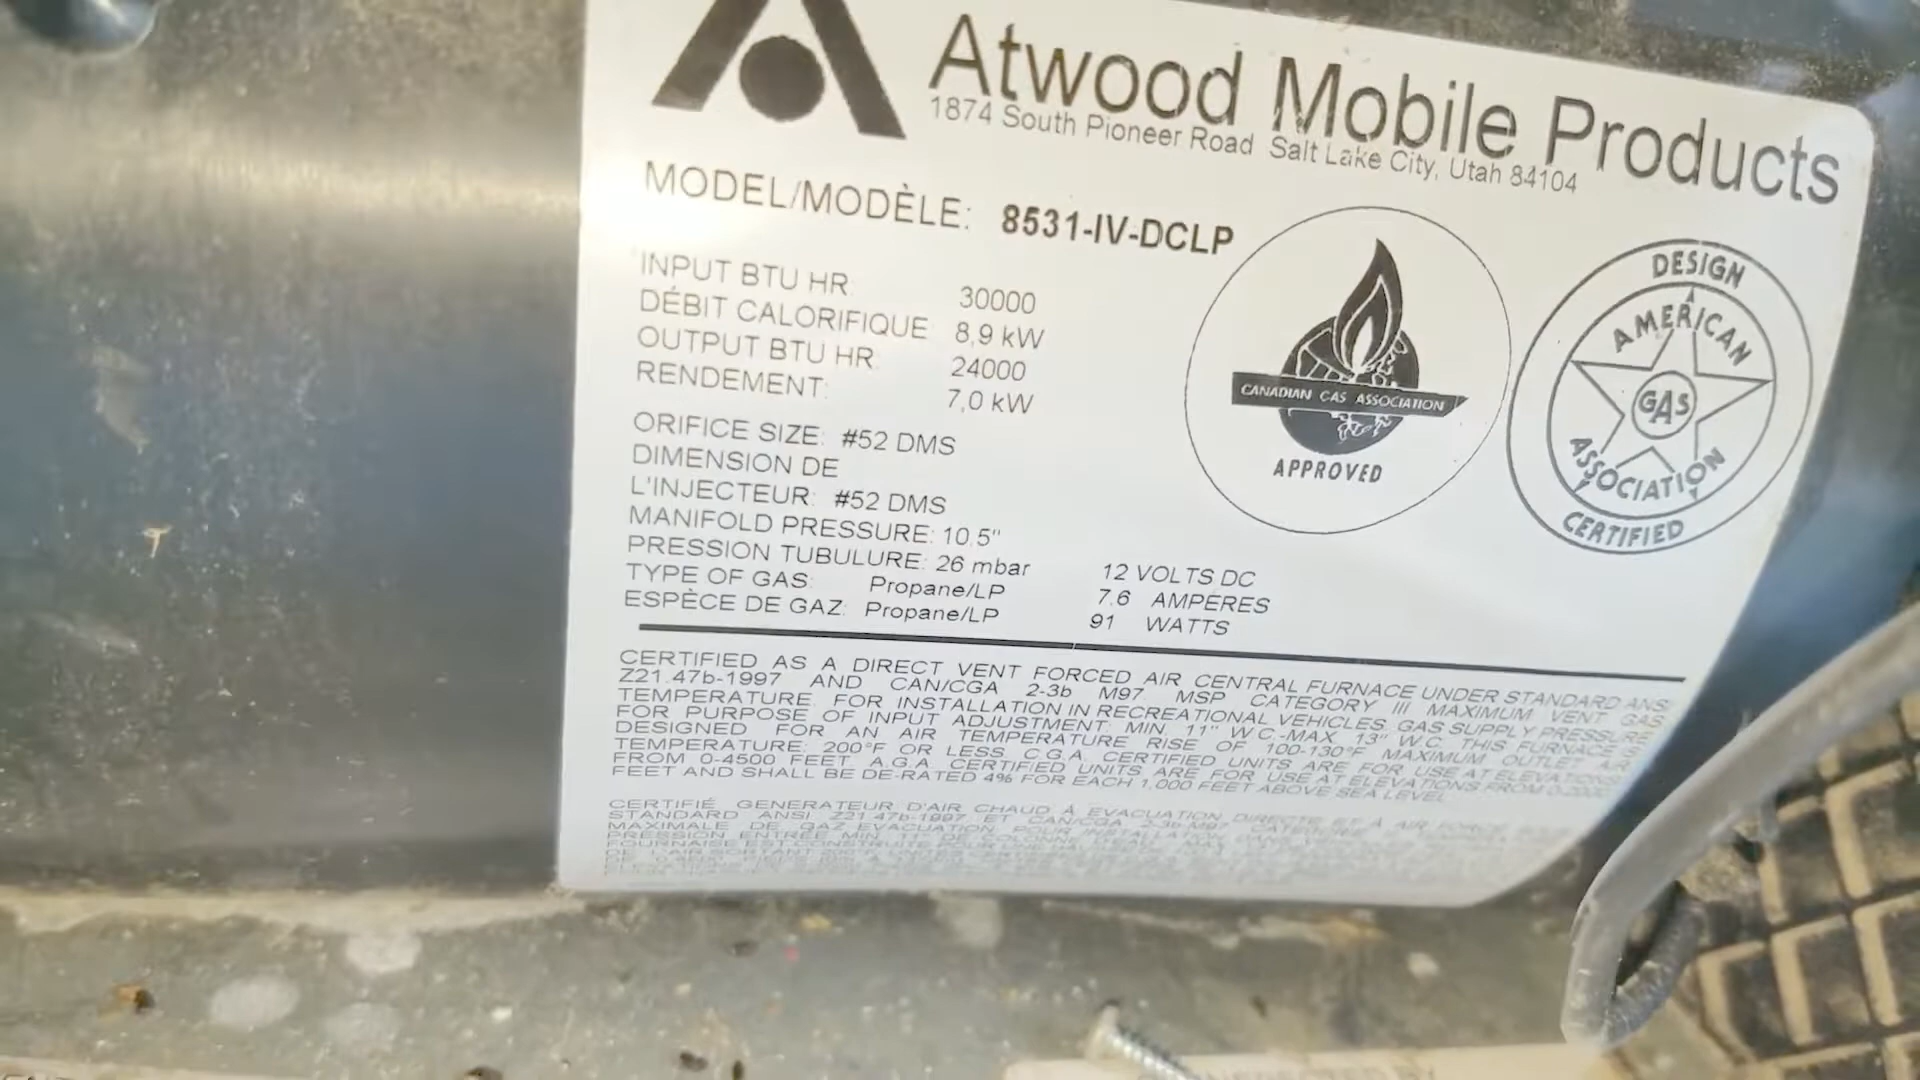 Atwood Mobile Products
1874 South Pioneer Road Salt Lake City, Utah 84104
MODEL/MODÈLE: 8531-IV-DCLP
INPUT BTU HR 30000
DÉBIT CALORIFIQUE 8,9 kW
OUTPUT BTU HR 24000
RENDEMENT: 7,0 kW
ORIFICE SIZE: #52 DMS
DIMENSION DE
L'INJECTEUR: #52 DMS
MANIFOLD PRESSURE: 10.5"
PRESSION TUBULURE: 26 mbar
TYPE OF GAS: Propane/LP
ESPÈCE DE GAZ: Propane/LP
12 VOLTS DC
7.6 AMPÈRES
91 WATTS
CANADIAN GAS ASSOCIATION
APPROVED
DESIGN
AMERICAN
GAS
ASSOCIATION
CERTIFIED
CERTIFIED AS A DIRECT VENT FORCED AIR CENTRAL FURNACE UNDER STANDARD ANSI
Z21.47b-1997 AND CAN/CGA 2-3b M97. MSP CATEGORY III MAXIMUM VENT GAS
TEMPERATURE FOR INSTALLATION IN RECREATIONAL VEHICLES GAS SUPPLY PRESSURE
FOR PURPOSE OF INPUT ADJUSTMENT. MIN. 11" W.C.-MAX. 13" W.C. THIS FURNACE IS
DESIGNED FOR AN AIR TEMPERATURE RISE OF 100-130°F MAXIMUM OUTLET AIR
TEMPERATURE: 200°F OR LESS C.G.A. CERTIFIED UNITS ARE FOR USE AT ELEVATIONS
FROM 0-4500 FEET A.G.A. CERTIFIED UNITS ARE FOR USE AT ELEVATIONS FROM 0-2000
FEET AND SHALL BE DE-RATED 4% FOR EACH 1,000 FEET ABOVE SEA LEVEL
CERTIFIÉ GENERATEUR D'AIR CHAUD À EVACUATION DIRECTE ET À AIR
STANDARD ANSI Z21.47b-1997 ET CAN/CGA
MAXIMALE DE GAZ EVACUATION POUR
PRESSION ENTRÉE MIN